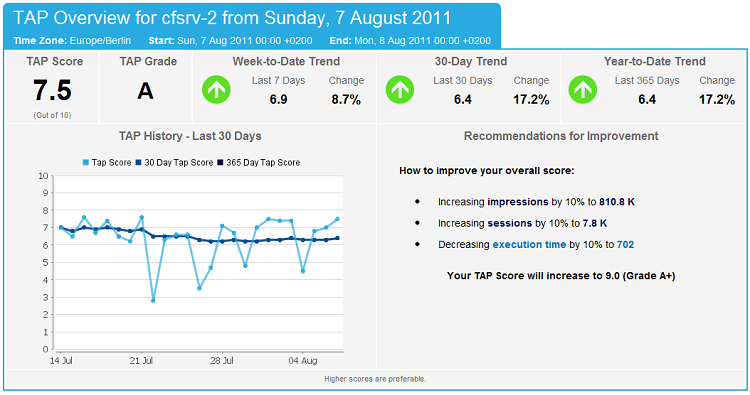 TAP Overview for cfsrv-2 from Sunday, 7 August 2011
Time Zone: Europe/Berlin Start: Sun, 7 Aug 2011 00:00 +0200 End: Mon, 8 Aug 2011 00:00 +0200
TAP Score TAP Grade Week-to-Date Trend 30-Day Trend Year-to-Date Trend
7.5 A Last 7 Days Change Last 30 Days Change Last 365 Days Change
(Out of 10) 6.9 8.7% 6.4 17.2% 6.4 17.2%
TAP History - Last 30 Days
Tap Score 30 Day Tap Score 365 Day Tap Score
10
9
8
7
6
5
4
3
2
1
0
14 Jul 21 Jul 28 Jul 04 Aug
Recommendations for Improvement
How to improve your overall score:
Increasing impressions by 10% to 810.8 K
Increasing sessions by 10% to 7.8 K
Decreasing execution time by 10% to 702
Your TAP Score will increase to 9.0 (Grade A+)
Higher scores are preferable.